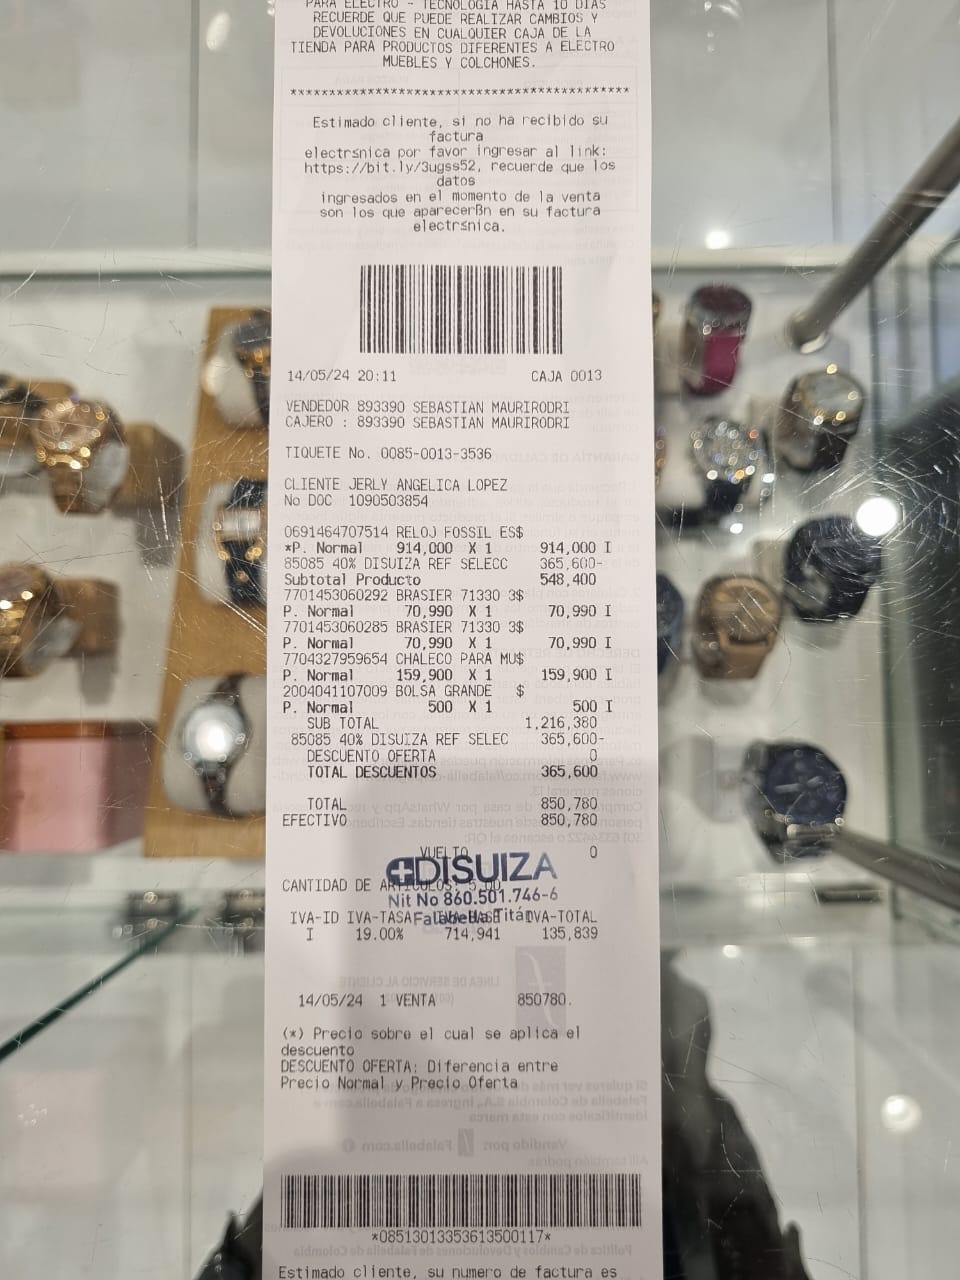 PARA ELECTRO - TECNOLOGIA HASTA 10 DIAS
RECUERDE QUE PUEDE REALIZAR CAMBIOS Y
DEVOLUCIONES EN CUALQUIER CAJA DE LA
TIENDA PARA PRODUCTOS DIFERENTES A ELECTRO
MUEBLES Y COLCHONES.
*******************************************
Estimado cliente, si no ha recibido su
factura
electr≤nica por favor ingresar al link:
https://bit.ly/3ugss52, recuerde que los
datos
ingresados en el momento de la venta
son los que aparecerßn en su factura
electr≤nica.
14/05/24 20:11 CAJA 0013
VENDEDOR 893390 SEBASTIAN MAURIRODRI
CAJERO : 893390 SEBASTIAN MAURIRODRI
TIQUETE No. 0085-0013-3536
CLIENTE JERLY ANGELICA LOPEZ
No DOC 1090503854
0691464707514 RELOJ FOSSIL ES$
*P. Normal 914,000 X 1 914,000 I
85085 40% DISUIZA REF SELECC 365,600-
Subtotal Producto 548,400
7701453060292 BRASIER 71330 3$
P. Normal 70,990 X 1 70,990 I
7701453060285 BRASIER 71330 3$
P. Normal 70,990 X 1 70,990 I
7704327959654 CHALECO PARA MU$
P. Normal 159,900 X 1 159,900 I
2004041107009 BOLSA GRANDE $
P. Normal 500 X 1 500 I
SUB TOTAL 1,216,380
85085 40% DISUIZA REF SELEC 365,600-
DESCUENTO OFERTA 0
TOTAL DESCUENTOS 365,600
TOTAL 850,780
EFECTIVO 850,780
VUELTO 0
DISUIZA
CANTIDAD DE ARTICULOS: 5,00
Nit No 860.501.746-6
Falabella Titán
IVA-ID IVA-TASA IVA-BASE IVA-TOTAL
I 19.00% 714,941 135,839
14/05/24 1 VENTA 850780.
(*) Precio sobre el cual se aplica el
descuento
DESCUENTO OFERTA: Diferencia entre
Precio Normal y Precio Oferta
*08513013353613500117*
Estimado cliente, su numero de factura es